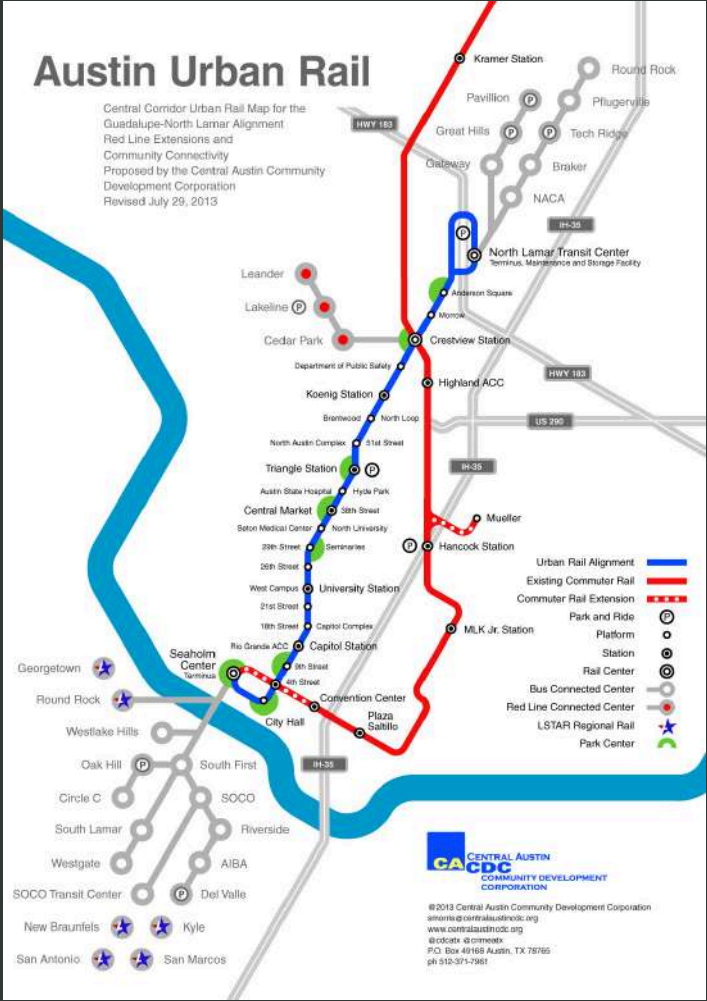 Austin Urban Rail
Central Corridor Urban Rail Map for the
Guadalupe-North Lamar Alignment
Red Line Extensions and
Community Connectivity
Proposed by the Central Austin Community
Development Corporation
Revised July 29, 2013
Kramer Station
Round Rock
Pavillion
P
Pflugerville
HWY 183
Great Hills
P
P
Tech Ridge
Gateway
Braker
NACA
IH-35
P
North Lamar Transit Center
Terminus, Maintenance and Storage Facility
Leander
Anderson Square
Lakeline
P
Morrow
Cedar Park
Crestview Station
Department of Public Safety
HWY 183
Highland ACC
Koenig Station
Brentwood
North Loop
US 290
North Austin Complex
51st Street
Triangle Station
P
IH-35
Austin State Hospital
Hyde Park
Central Market
38th Street
Mueller
Seton Medical Center
North University
P
Hancock Station
29th Street
Seminaries
26th Street
West Campus
University Station
21st Street
18th Street
Capitol Complex
MLK Jr. Station
Rio Grande ACC
Capitol Station
Seaholm
Center
Terminus
9th Street
4th Street
Convention Center
City Hall
Plaza
Saltillo
Urban Rail Alignment
Existing Commuter Rail
Commuter Rail Extension
Park and Ride
P
Platform
Station
Rail Center
Bus Connected Center
Red Line Connected Center
LSTAR Regional Rail
Park Center
Georgetown
Round Rock
Westlake Hills
Oak Hill
P
South First
IH-35
Circle C
SOCO
South Lamar
Riverside
Westgate
AIBA
SOCO Transit Center
P
Del Valle
New Braunfels
Kyle
San Antonio
San Marcos
CACDC
CENTRAL AUSTIN
COMMUNITY DEVELOPMENT
CORPORATION
©2013 Central Austin Community Development Corporation
amorris@centralaustincdc.org
www.centralaustincdc.org
@cdcatx @crimeatx
P.O. Box 49168 Austin, TX 78765
ph 512-371-7961